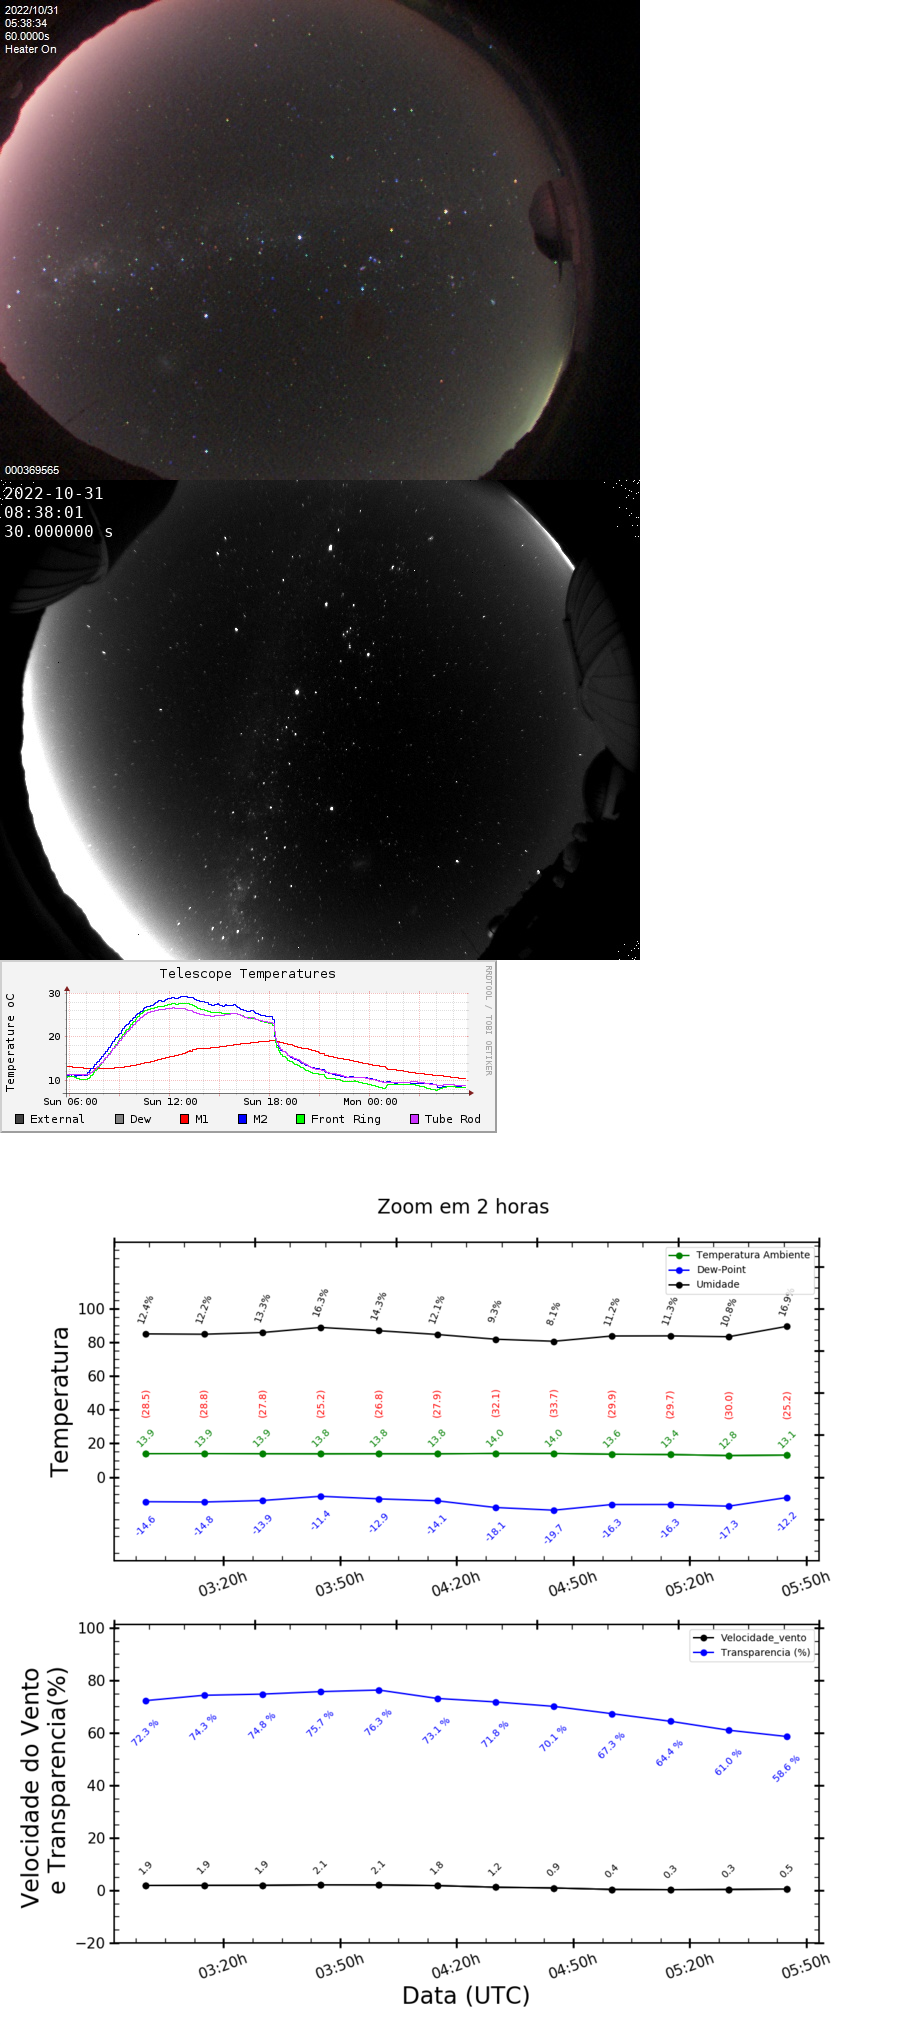 2022/10/31
05:38:34
60.0000s
Heater On
000369565
2022-10-31
08:38:01
30.000000 s
Telescope Temperatures
Temperature oC
30
20
10
Sun 06:00 Sun 12:00 Sun 18:00 Mon 00:00
External Dew M1 M2 Front Ring Tube Rod
RRDTOOL / TOBI OETIKER
Zoom em 2 horas
Temperatura Ambiente
Dew-Point
Umidade
Temperatura
100
80
60
40
20
0
12.4% 12.2% 13.3% 16.3% 14.3% 12.1% 9.3% 8.1% 11.2% 11.3% 10.8% 16.9%
(28.5) (28.8) (27.8) (25.2) (26.8) (27.9) (32.1) (33.7) (29.9) (29.7) (30.0) (25.2)
13.9 13.9 13.9 13.8 13.8 13.8 14.0 14.0 13.6 13.4 12.8 13.1
-14.6 -14.8 -13.9 -11.4 -12.9 -14.1 -18.1 -19.7 -16.3 -16.3 -17.3 -12.2
03:20h 03:50h 04:20h 04:50h 05:20h 05:50h
Velocidade_vento
Transparencia (%)
Velocidade do Vento
e Transparencia(%)
100
80
60
40
20
0
−20
72.3 % 74.3 % 74.8 % 75.7 % 76.3 % 73.1 % 71.8 % 70.1 % 67.3 % 64.4 % 61.0 % 58.6 %
1.9 1.9 1.9 2.1 2.1 1.8 1.2 0.9 0.4 0.3 0.3 0.5
03:20h 03:50h 04:20h 04:50h 05:20h 05:50h
Data (UTC)